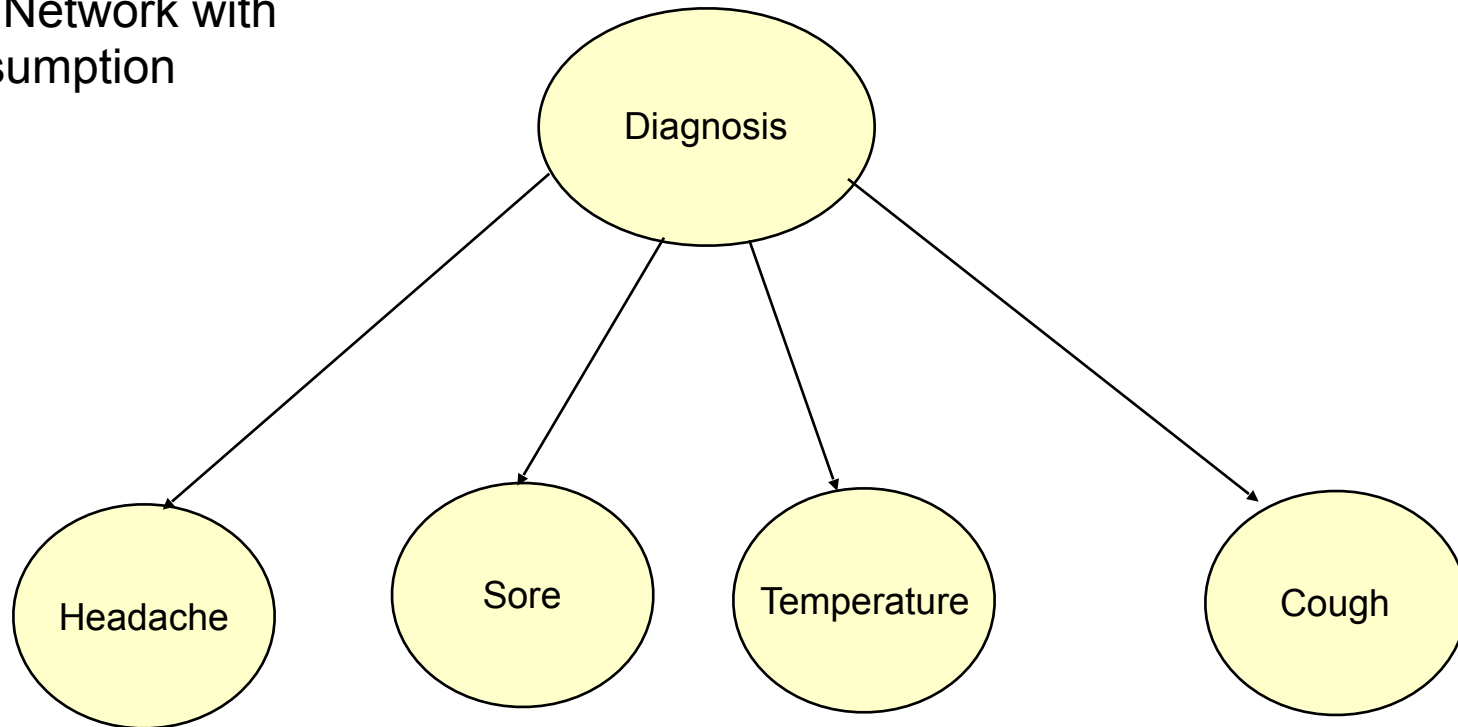 Network with
sumption
Diagnosis
Headache
Sore
Temperature
Cough